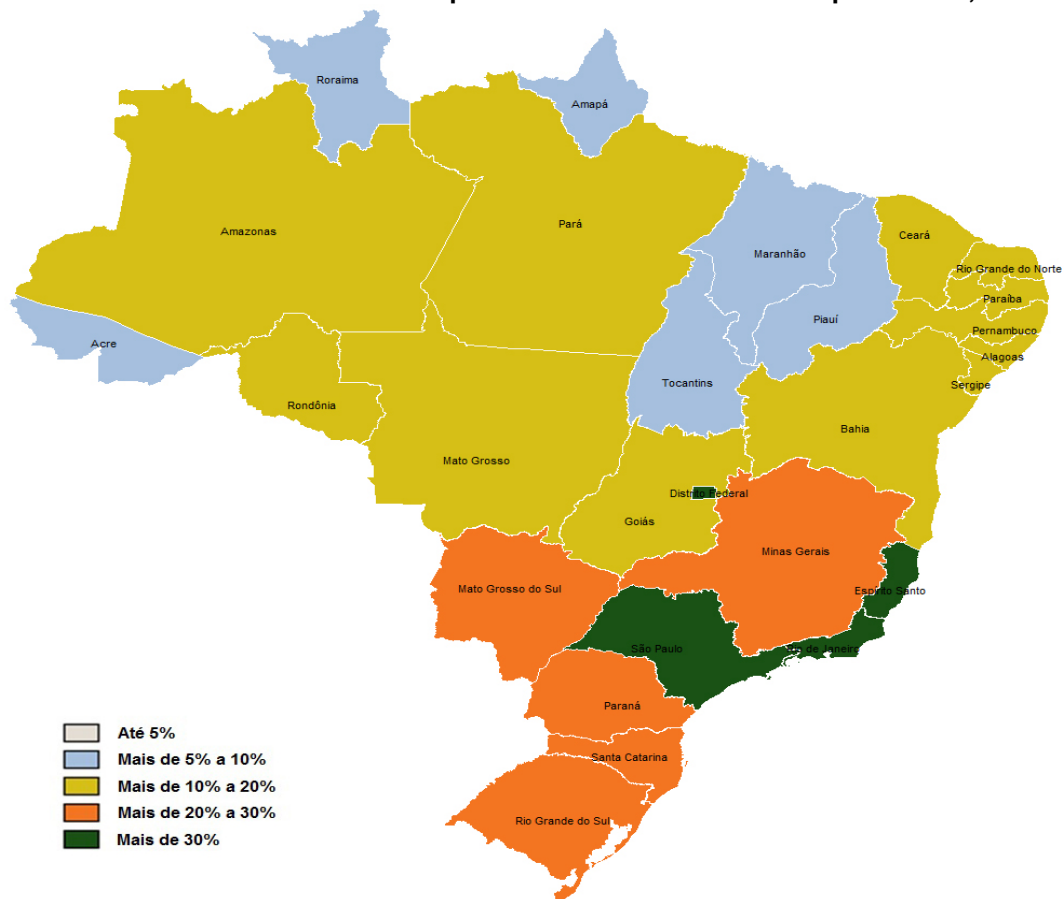 Roraima
Amapá
Amazonas
Pará
Ceará
Maranhão
Rio Grande do Norte
Paraíba
Piauí
Pernambuco
Acre
Alagoas
Tocantins
Sergipe
Rondônia
Bahia
Mato Grosso
Distrito Federal
Goiás
Minas Gerais
Mato Grosso do Sul
Espírito Santo
São Paulo
Rio de Janeiro
Paraná
Santa Catarina
Rio Grande do Sul
Até 5%
Mais de 5% a 10%
Mais de 10% a 20%
Mais de 20% a 30%
Mais de 30%